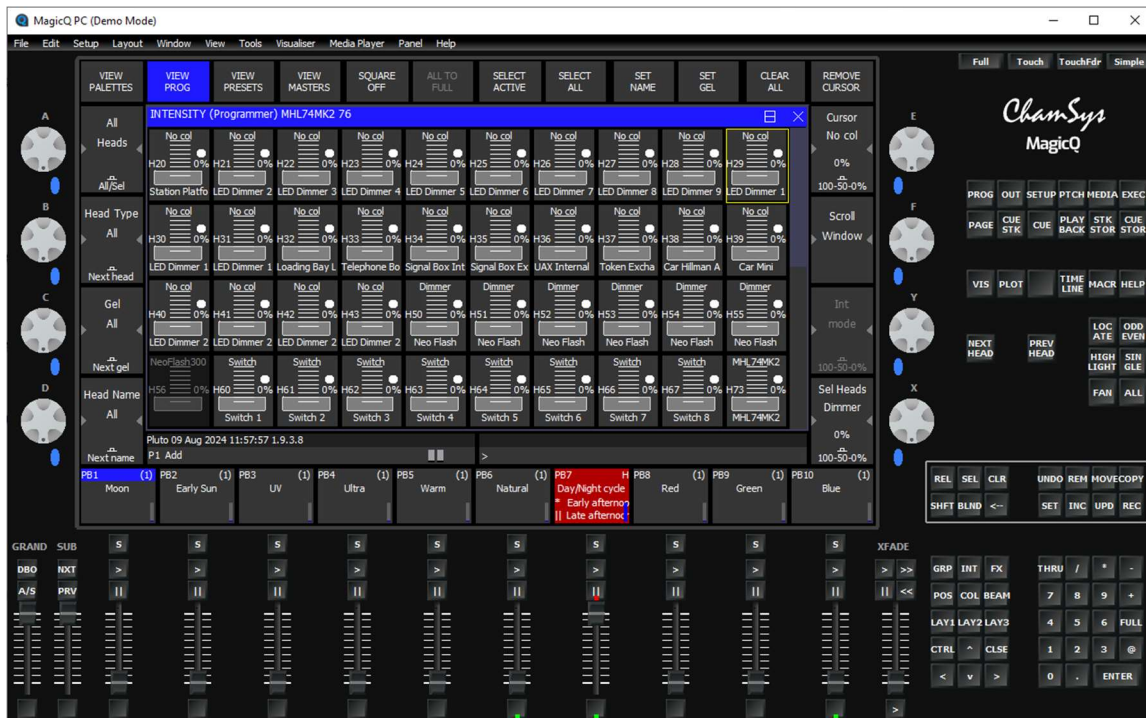 MagicQ PC (Demo Mode)
File Edit Setup Layout Window View Tools Visualiser Media Player Panel Help
Full Touch TouchFdr Simple
VIEW PALETTES VIEW PROG VIEW PRESETS VIEW MASTERS SQUARE OFF ALL TO FULL SELECT ACTIVE SELECT ALL SET NAME SET GEL CLEAR ALL REMOVE CURSOR
INTENSITY (Programmer) MHL74MK2 76
A
All
Heads
All/Sel
B
Head Type
All
Next head
C
Gel
All
Next gel
D
Head Name
All
Next name
No col No col No col No col No col No col No col No col No col No col
H20 0% H21 0% H22 0% H23 0% H24 0% H25 0% H26 0% H27 0% H28 0% H29 0%
Station Platfo LED Dimmer 2 LED Dimmer 3 LED Dimmer 4 LED Dimmer 5 LED Dimmer 6 LED Dimmer 7 LED Dimmer 8 LED Dimmer 9 LED Dimmer 1
No col No col No col No col No col No col No col No col No col No col
H30 0% H31 0% H32 0% H33 0% H34 0% H35 0% H36 0% H37 0% H38 0% H39 0%
LED Dimmer 1 LED Dimmer 1 Loading Bay L Telephone Bo Signal Box Int Signal Box Ex UAX Internal Token Excha Car Hillman A Car Mini
No col No col No col No col Dimmer Dimmer Dimmer Dimmer Dimmer Dimmer
H40 0% H41 0% H42 0% H43 0% H50 0% H51 0% H52 0% H53 0% H54 0% H55 0%
LED Dimmer 2 LED Dimmer 2 LED Dimmer 2 LED Dimmer 2 Neo Flash Neo Flash Neo Flash Neo Flash Neo Flash Neo Flash
NeoFlash300 Switch Switch Switch Switch Switch Switch Switch Switch MHL74MK2
H56 0% H60 0% H61 0% H62 0% H63 0% H64 0% H65 0% H66 0% H67 0% H73 0%
Switch 1 Switch 2 Switch 3 Switch 4 Switch 5 Switch 6 Switch 7 Switch 8 MHL74MK2
Pluto 09 Aug 2024 11:57:57 1.9.3.8
P1 Add >
E
Cursor
No col
0%
100-50-0%
F
Scroll
Window
Y
Int
mode
100-50-0%
X
Sel Heads
Dimmer
0%
100-50-0%
PB1 (1) PB2 (1) PB3 (1) PB4 (1) PB5 (1) PB6 (1) PB7 H PB8 (1) PB9 (1) PB10 (1)
Moon Early Sun UV Ultra Warm Natural Day/Night cycle Red Green Blue
* Early afternoon
|| Late afternoo
GRAND SUB S S S S S S S S S S XFADE
DBO NXT > > > > > > > > > > > >>
A/S PRV || || || || || || || || || || || <<
>
ChamSys
MagicQ
PROG OUT SETUP PTCH MEDIA EXEC
PAGE CUE STK CUE PLAY BACK STK STOR CUE STOR
VIS PLOT TIME LINE MACR HELP
NEXT HEAD PREV HEAD
LOC ATE ODD EVEN
HIGH LIGHT SIN GLE
FAN ALL
REL SEL CLR UNDO REM MOVE COPY
SHFT BLND <-- SET INC UPD REC
GRP INT FX THRU / * -
POS COL BEAM 7 8 9 +
LAY1 LAY2 LAY3 4 5 6 FULL
CTRL ^ CLSE 1 2 3 @
< v > 0 . ENTER